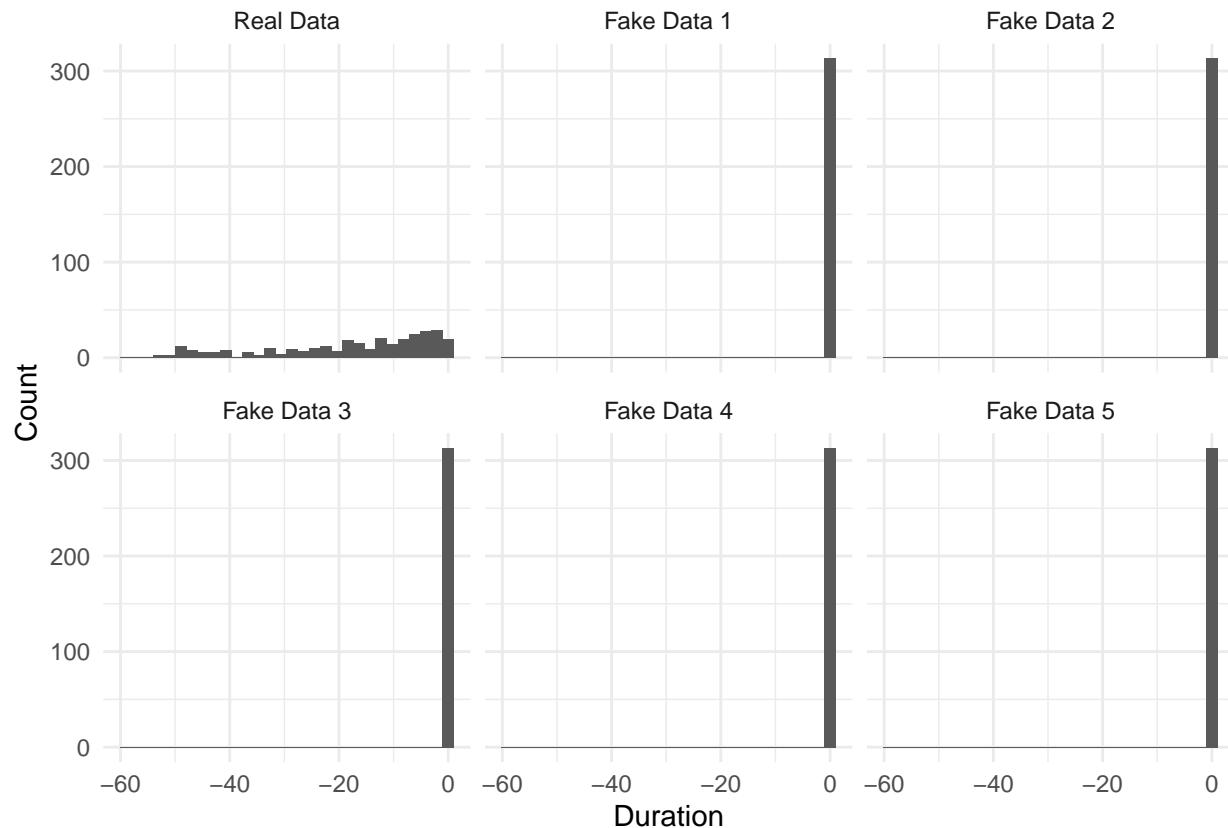 Real Data
Fake Data 1
Fake Data 2
300
200
100
0
Fake Data 3
Fake Data 4
Fake Data 5
300
200
100
0
−60 −40 −20 0
−60 −40 −20 0
−60 −40 −20 0
Duration
Count